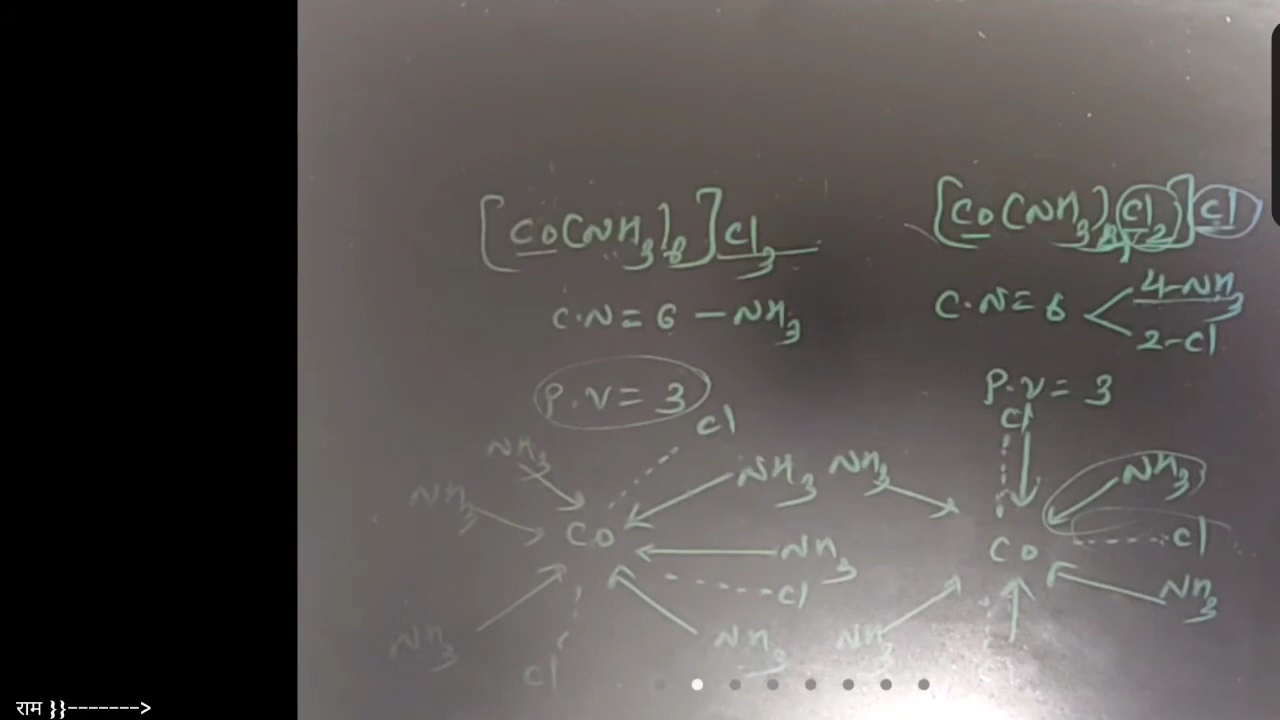 [Co(NH3)6]Cl3
C.N = 6 - NH3
P.V = 3
Cl
NH3
NH3
NH3
Co
NH3
Cl
NH3
NH3
Cl
[Co(NH3)4Cl2]Cl
C.N = 6 < 4-NH3
2-Cl
P.V = 3
Cl
NH3
NH3
Co
Cl
NH3
NH3
राम }}------->